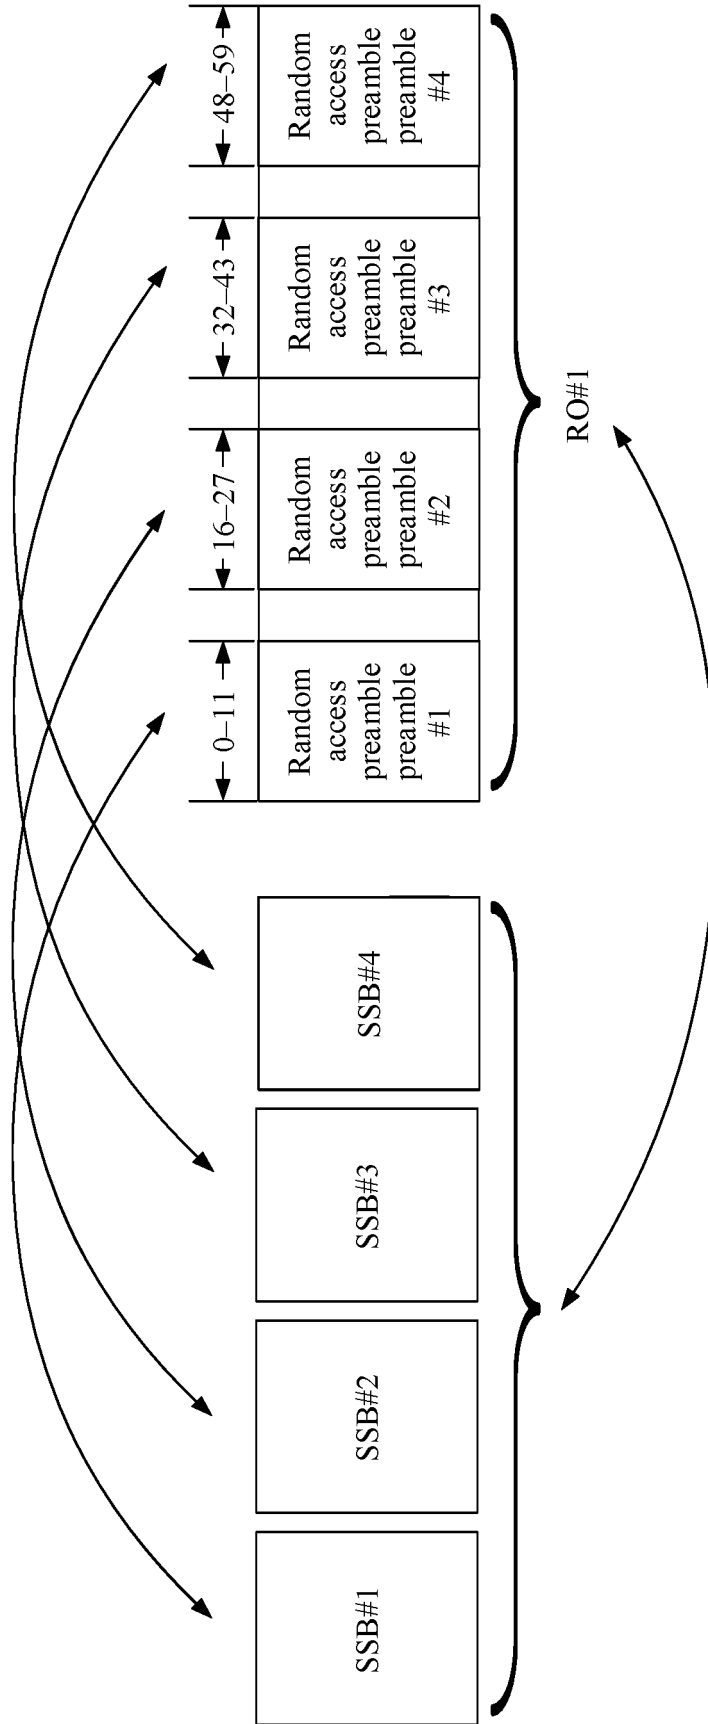 SSB#1
SSB#2
SSB#3
SSB#4
0–11
16–27
32–43
48–59
Random
access
preamble
preamble
#1
Random
access
preamble
preamble
#2
Random
access
preamble
preamble
#3
Random
access
preamble
preamble
#4
RO#1